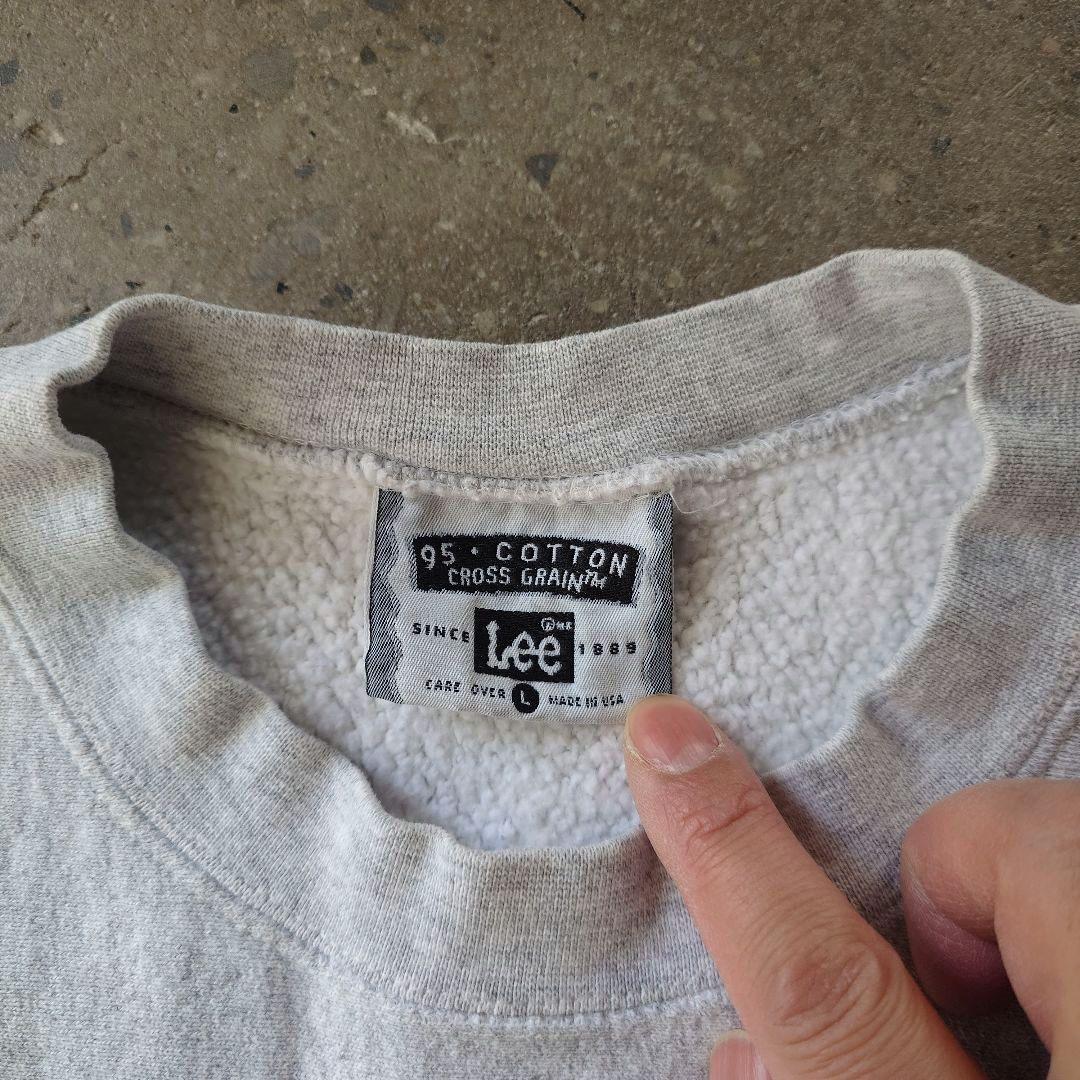 95 • COTTON
CROSS GRAIN™
SINCE Lee 1889
CARE OVER L MADE IN USA